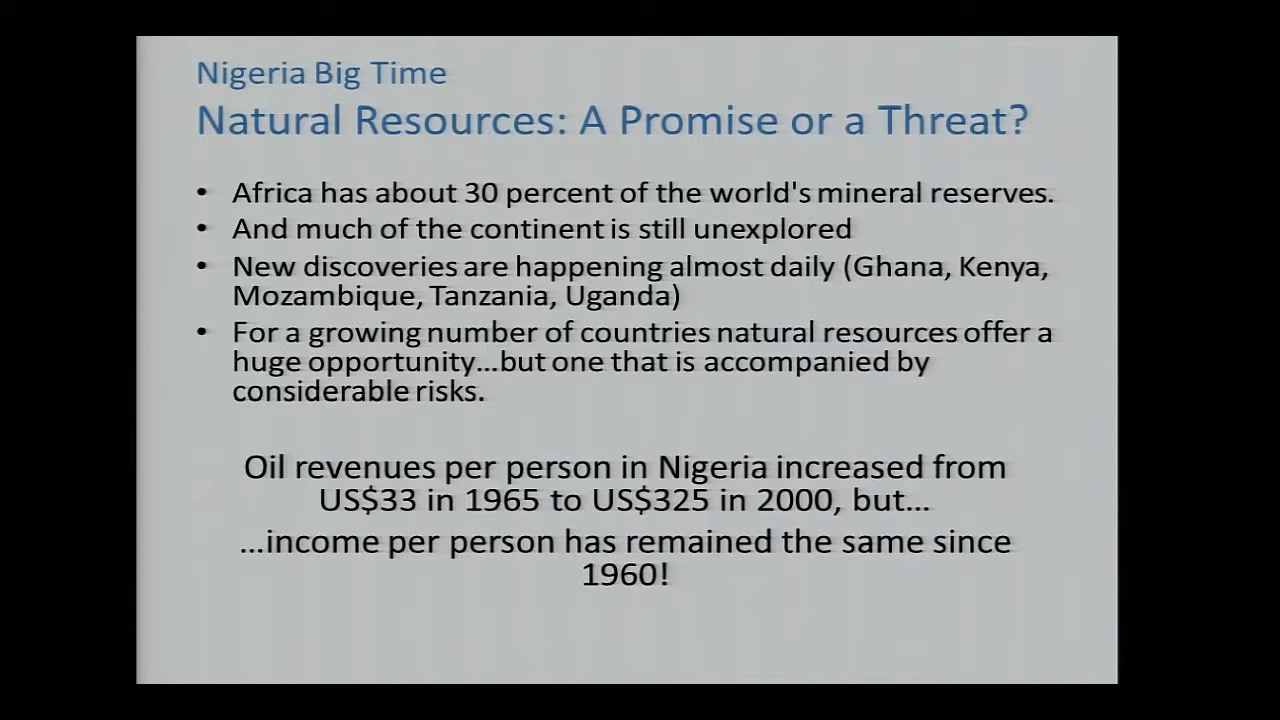 Nigeria Big Time
Natural Resources: A Promise or a Threat?
• Africa has about 30 percent of the world's mineral reserves.
• And much of the continent is still unexplored
• New discoveries are happening almost daily (Ghana, Kenya,
Mozambique, Tanzania, Uganda)
• For a growing number of countries natural resources offer a
huge opportunity...but one that is accompanied by
considerable risks.
Oil revenues per person in Nigeria increased from
US$33 in 1965 to US$325 in 2000, but...
...income per person has remained the same since
1960!